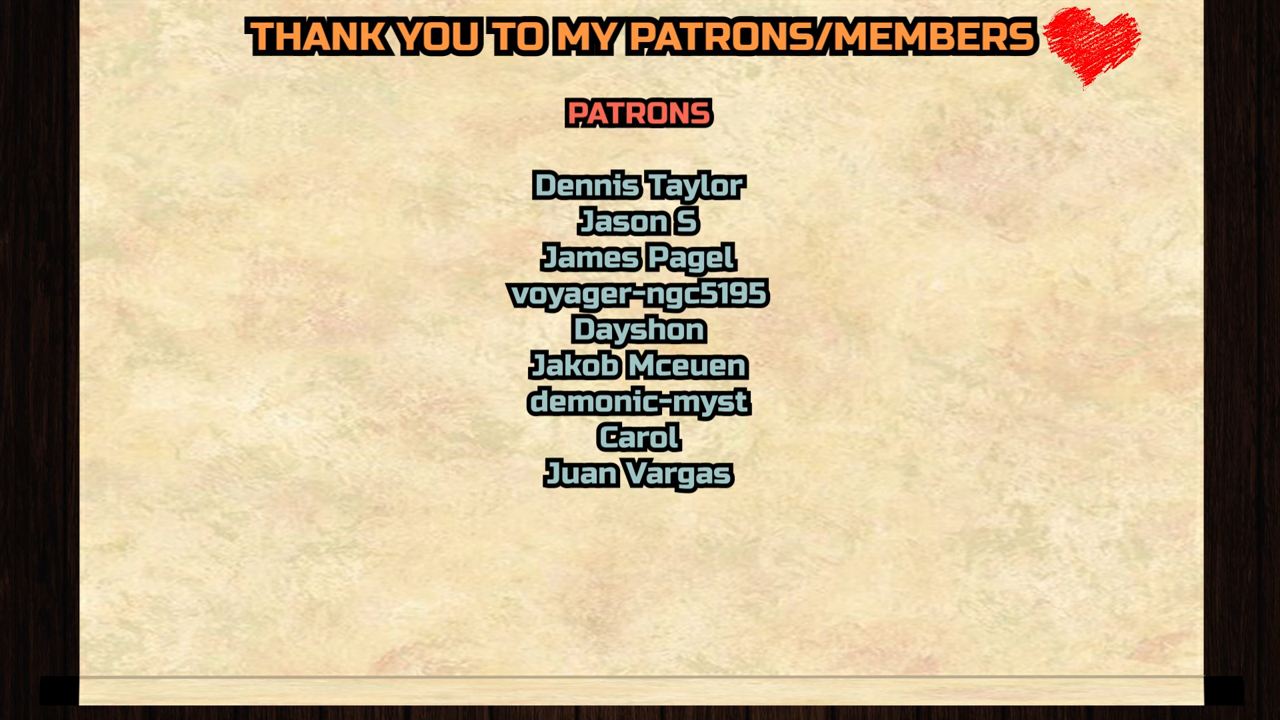 THANK YOU TO MY PATRONS/MEMBERS
PATRONS
Dennis Taylor
Jason S
James Pagel
voyager-ngc5195
Dayshon
Jakob Mceuen
demonic-myst
Carol
Juan Vargas